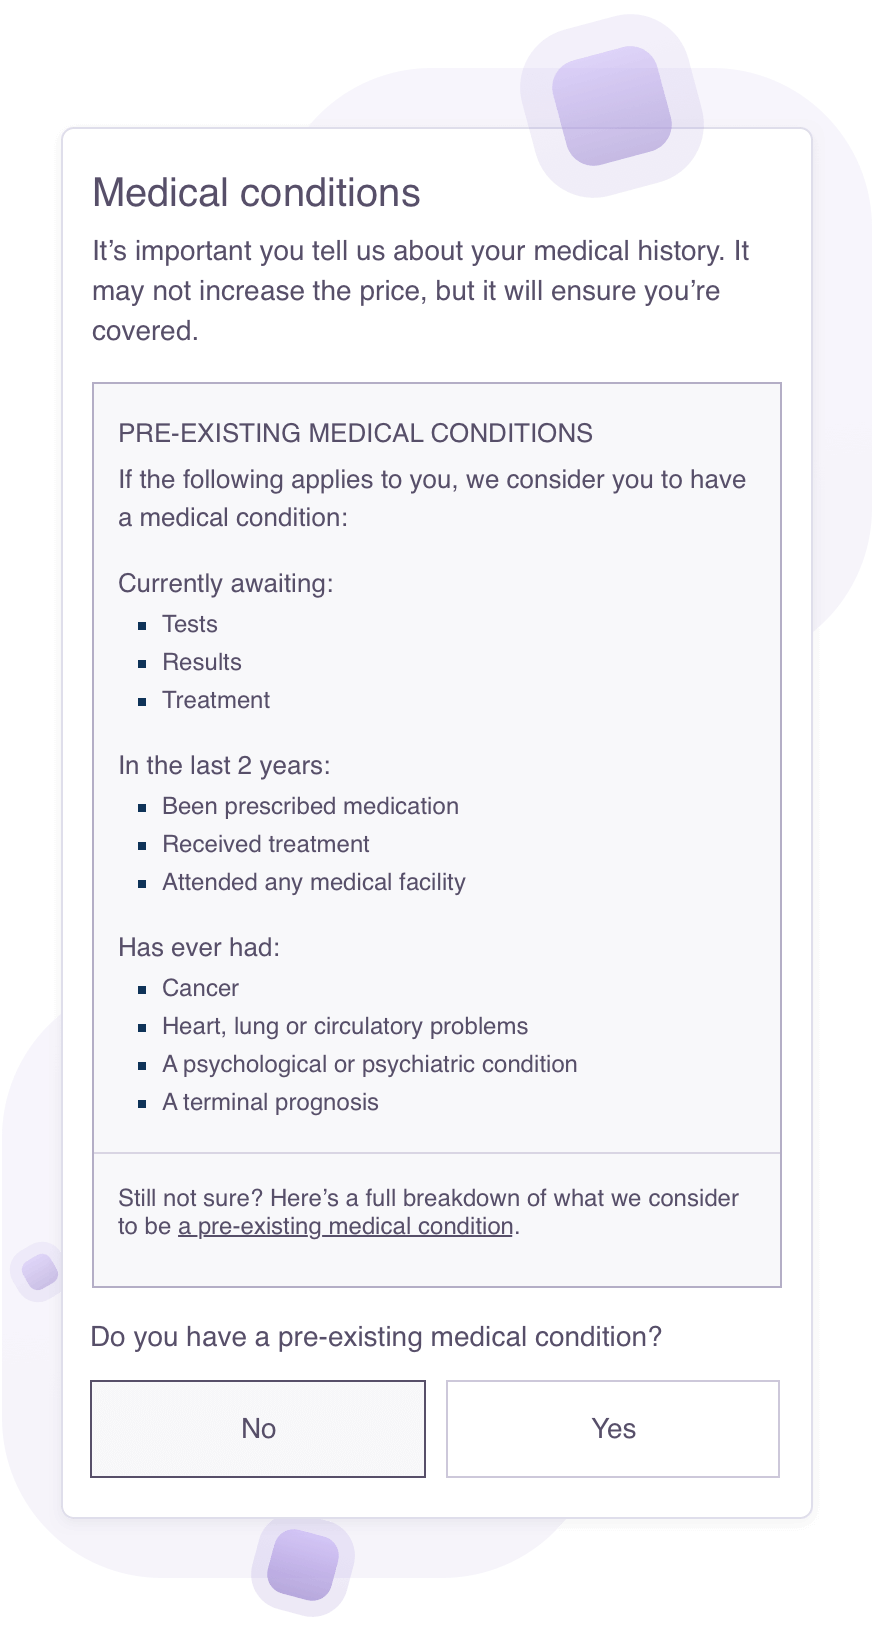 Medical conditions
It’s important you tell us about your medical history. It
may not increase the price, but it will ensure you’re
covered.
PRE-EXISTING MEDICAL CONDITIONS
If the following applies to you, we consider you to have
a medical condition:
Currently awaiting:
▪ Tests
▪ Results
▪ Treatment
In the last 2 years:
▪ Been prescribed medication
▪ Received treatment
▪ Attended any medical facility
Has ever had:
▪ Cancer
▪ Heart, lung or circulatory problems
▪ A psychological or psychiatric condition
▪ A terminal prognosis
Still not sure? Here’s a full breakdown of what we consider
to be a pre-existing medical condition.
Do you have a pre-existing medical condition?
No
Yes